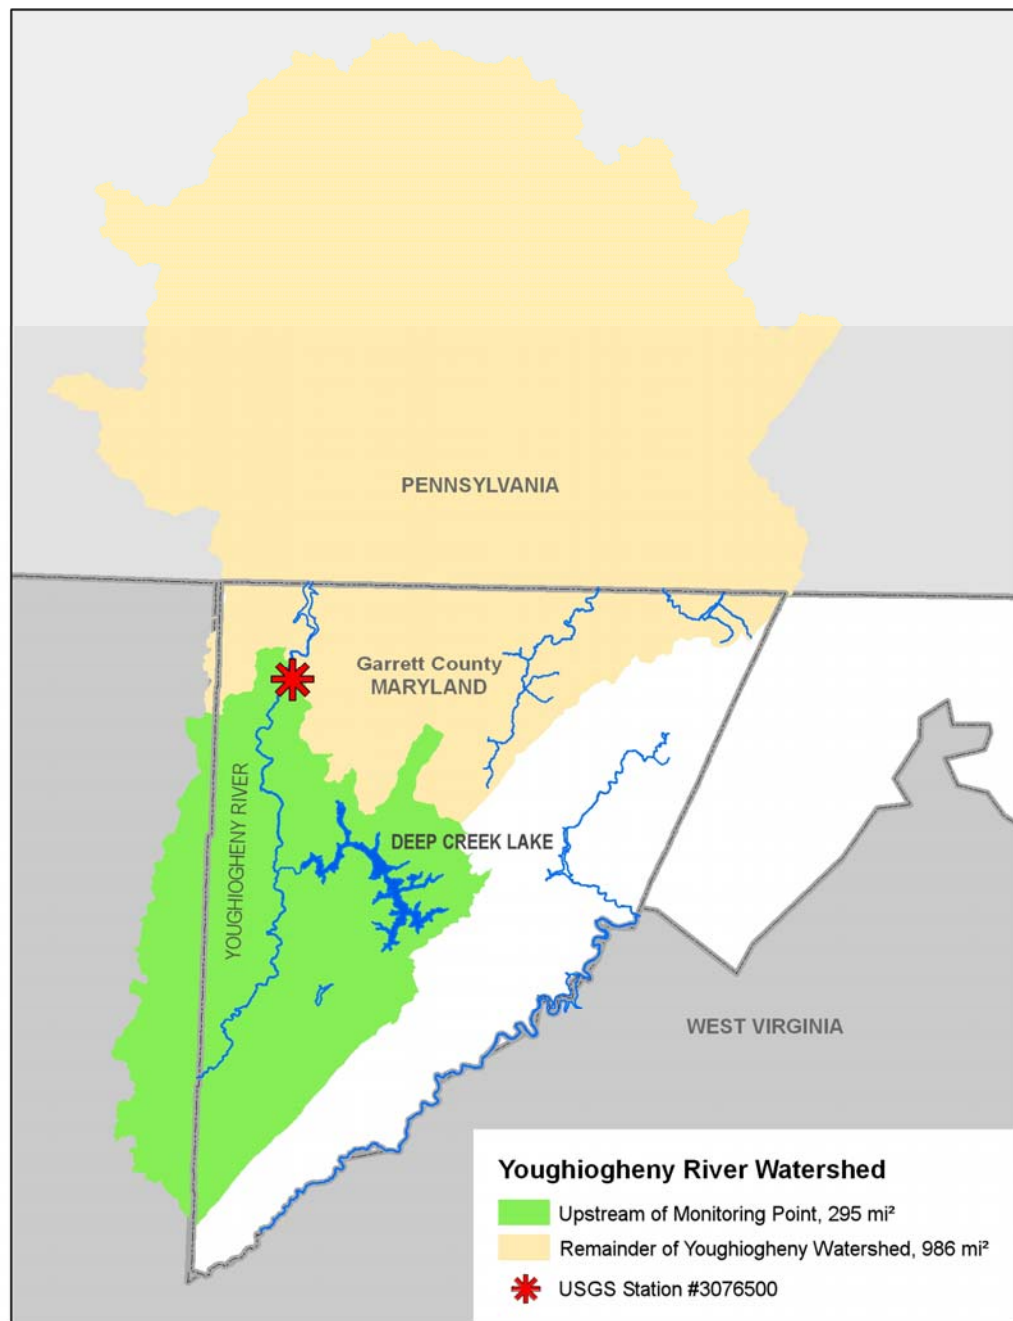 PENNSYLVANIA
Garrett County
MARYLAND
YOUGHIOGHENY RIVER
DEEP CREEK LAKE
WEST VIRGINIA
Youghiogheny River Watershed
Upstream of Monitoring Point, 295 mi²
Remainder of Youghiogheny Watershed, 986 mi²
USGS Station #3076500